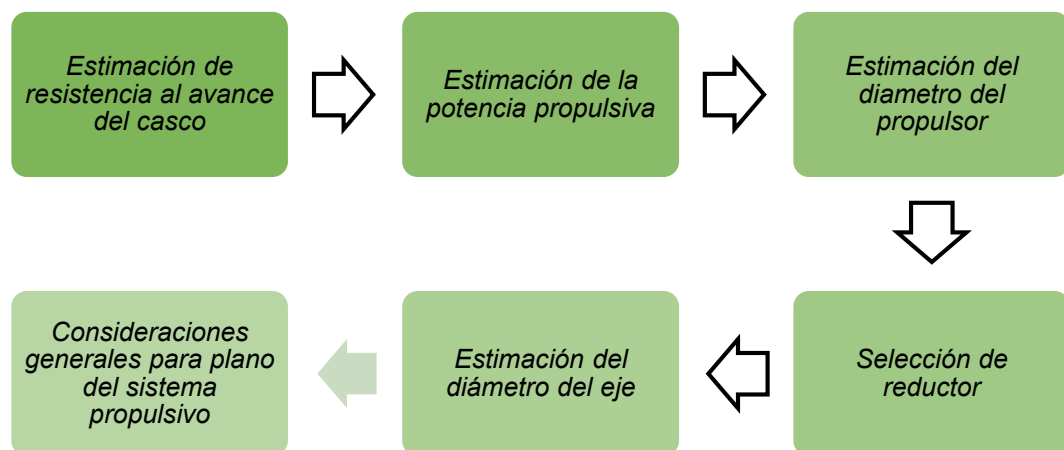 Estimación de
resistencia al avance
del casco
Estimación de la
potencia propulsiva
Estimación del
diametro del
propulsor
Selección de
reductor
Estimación del
diámetro del eje
Consideraciones
generales para plano
del sistema
propulsivo